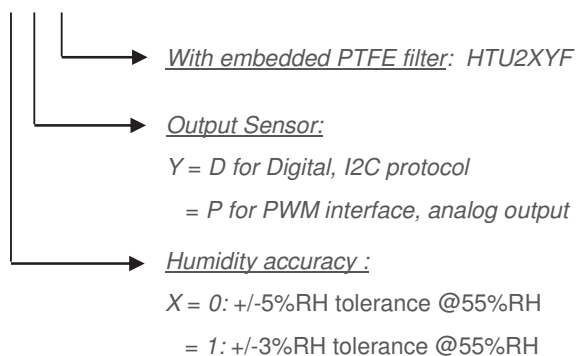 With embedded PTFE filter: HTU2XYF
Output Sensor:
Y = D for Digital, I2C protocol
= P for PWM interface, analog output
Humidity accuracy :
X = 0: +/-5%RH tolerance @55%RH
= 1: +/-3%RH tolerance @55%RH